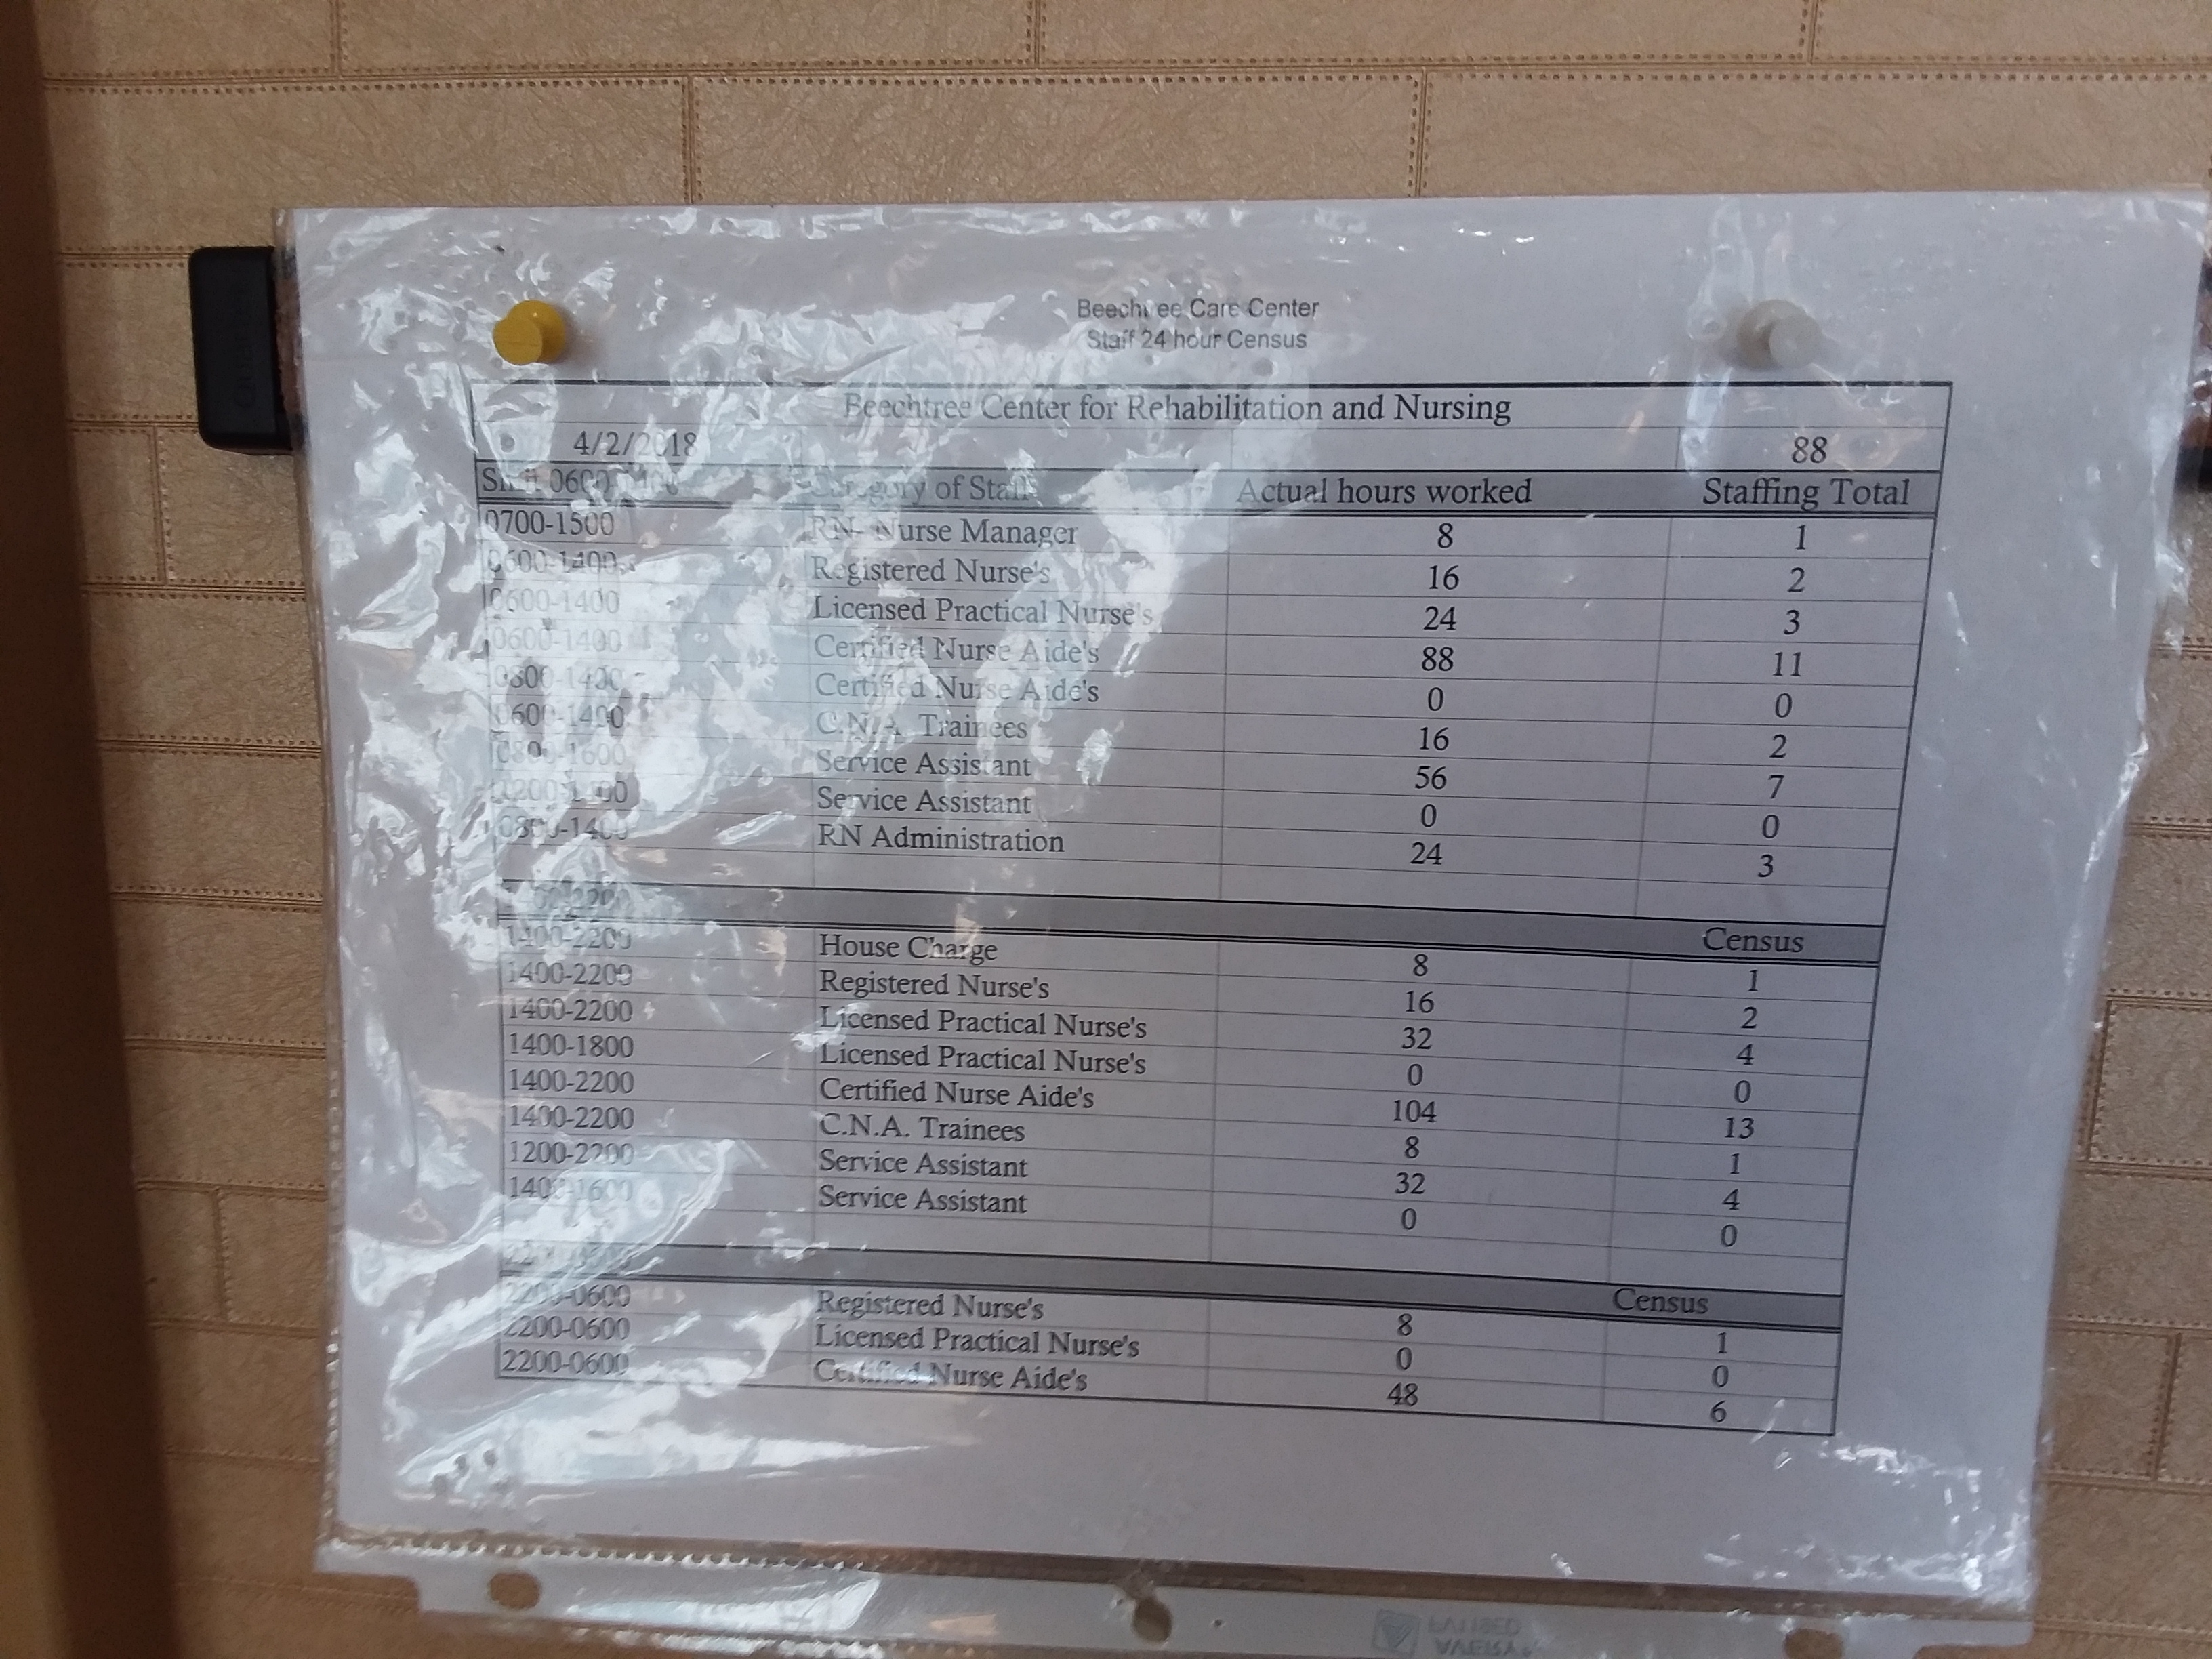 Beechtree Care Center
Staff 24 hour Census
Beechtree Center for Rehabilitation and Nursing
4/2/2018 88
Shift 0600-1400 Category of Staff Actual hours worked Staffing Total
0700-1500 RN- Nurse Manager 8 1
0600-1400 Registered Nurse's 16 2
0600-1400 Licensed Practical Nurse's 24 3
0600-1400 Certified Nurse Aide's 88 11
0800-1400 Certified Nurse Aide's 0 0
0600-1400 C.N.A. Trainees 16 2
0800-1600 Service Assistant 56 7
Service Assistant 0 0
0800-1400 RN Administration 24 3
Census
1400-2200 House Charge 8 1
1400-2200 Registered Nurse's 16 2
1400-2200 Licensed Practical Nurse's 32 4
1400-1800 Licensed Practical Nurse's 0 0
1400-2200 Certified Nurse Aide's 104 13
1400-2200 C.N.A. Trainees 8 1
1200-2200 Service Assistant 32 4
1400-1600 Service Assistant 0 0
Census
2200-0600 Registered Nurse's 8 1
2200-0600 Licensed Practical Nurse's 0 0
2200-0600 Certified Nurse Aide's 48 6